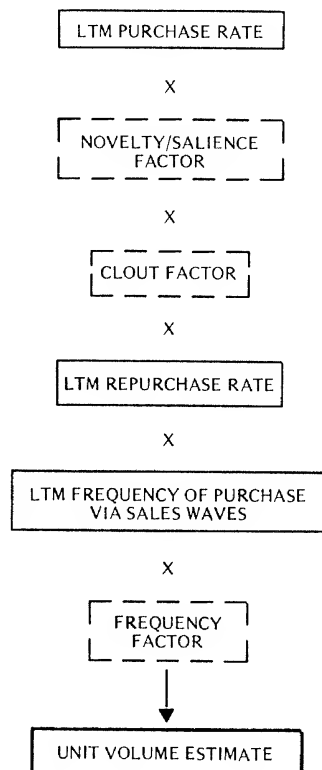 LTM PURCHASE RATE
X
NOVELTY/SALIENCE
FACTOR
X
CLOUT FACTOR
X
LTM REPURCHASE RATE
X
LTM FREQUENCY OF PURCHASE
VIA SALES WAVES
X
FREQUENCY
FACTOR
UNIT VOLUME ESTIMATE